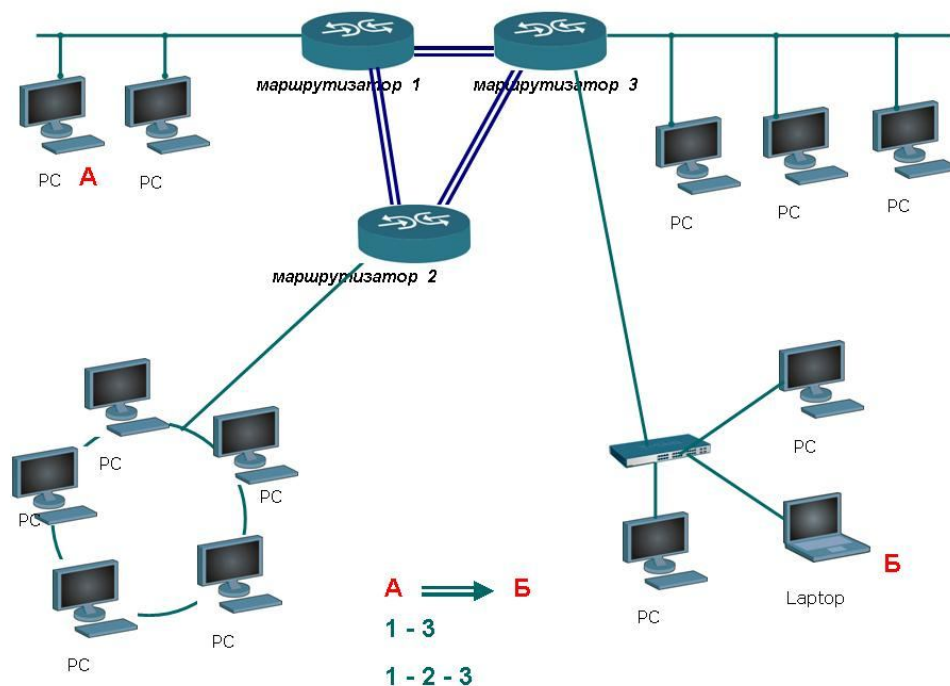 маршрутизатор 1
маршрутизатор 3
PC А
PC
PC
PC
PC
маршрутизатор 2
PC
PC
PC
PC
PC
PC
PC
Laptop
Б
А Б
1 - 3
1 - 2 - 3